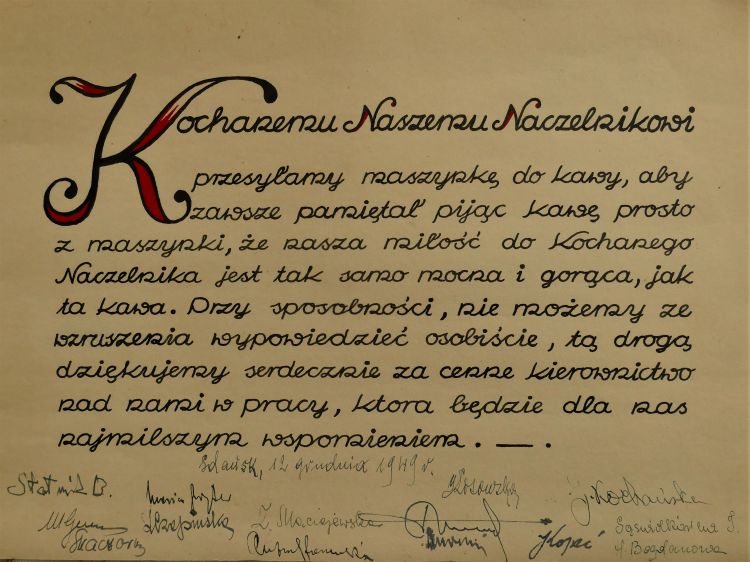 Kochanemu Naszemu Naczelnikowi
przesyłamy maszynkę do kawy, aby
zawsze pamiętał pijąc kawę prosto
z maszynki, że nasza miłość do Kochanego
Naczelnika jest tak samo mocna i gorąca, jak
ta kawa. Przy sposobności, nie możemy ze
wzruszenia wypowiedzieć osobiście, tą drogą
dziękujemy serdecznie za cenne kierownictwo
nad nami w pracy, która będzie dla nas
najmilszym wspomnieniem. — .
Gdańsk, 12 grudnia 1949 r.
B.
J. Kochańska
Z. Maciejewska
J. Kopeć
J. Bogdanowa